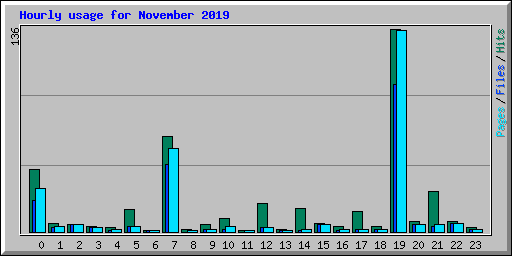 Hourly usage for November 2019
136
Pages/Files/Hits
0 1 2 3 4 5 6 7 8 9 10 11 12 13 14 15 16 17 18 19 20 21 22 23